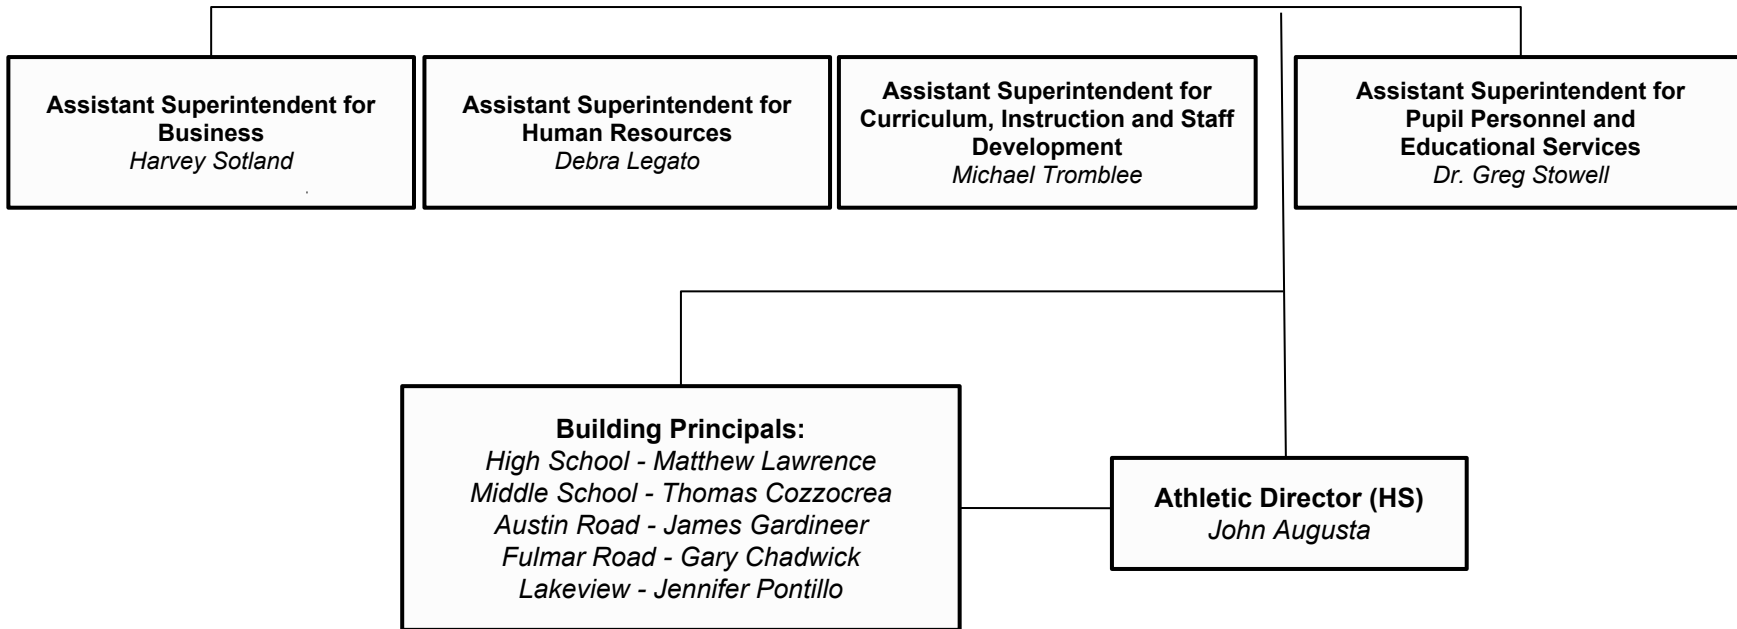 Assistant Superintendent for
Business
Harvey Sotland
Assistant Superintendent for
Human Resources
Debra Legato
Assistant Superintendent for
Curriculum, Instruction and Staff
Development
Michael Tromblee
Assistant Superintendent for
Pupil Personnel and
Educational Services
Dr. Greg Stowell
Building Principals:
High School - Matthew Lawrence
Middle School - Thomas Cozzocrea
Austin Road - James Gardineer
Fulmar Road - Gary Chadwick
Lakeview - Jennifer Pontillo
Athletic Director (HS)
John Augusta